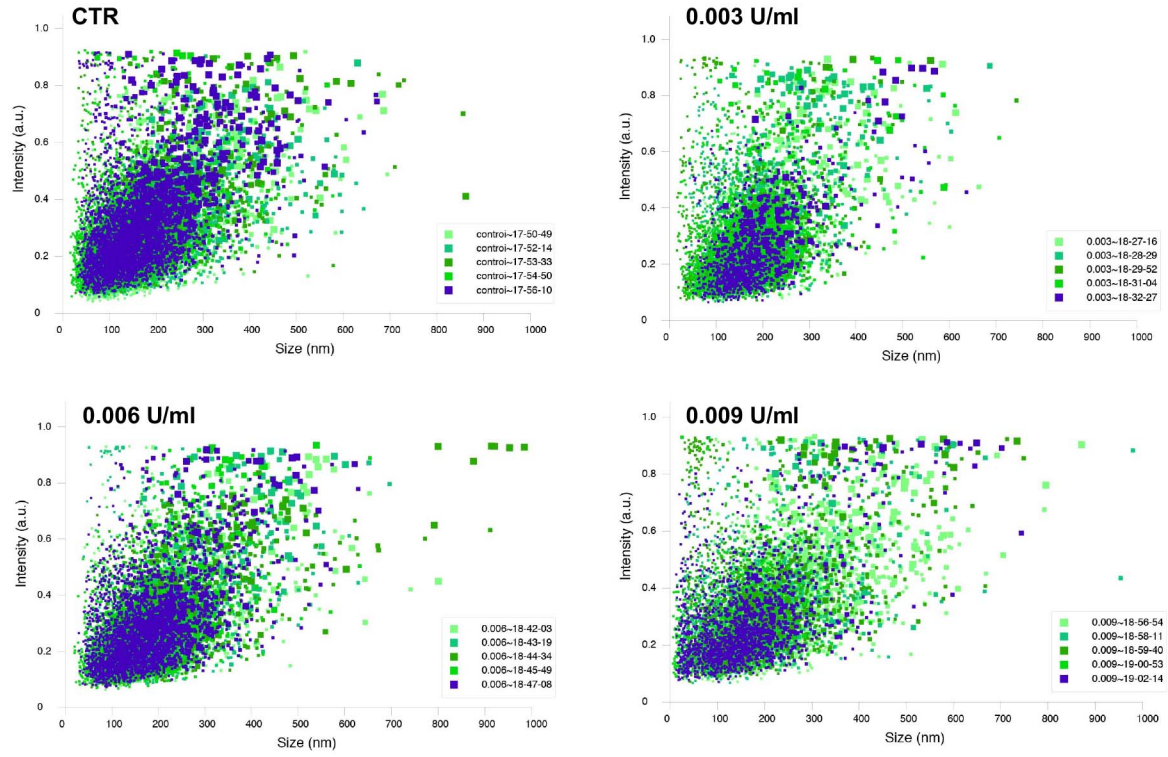 CTR
1.0
0.8
0.6
0.4
0.2
0
Intensity (a.u.)
0 100 200 300 400 500 600 700 800 900 1000
Size (nm)
controi~17-50-49
controi~17-52-14
controi~17-53-33
controi~17-54-50
controi~17-56-10
0.003 U/ml
1.0
0.8
0.6
0.4
0.2
0
Intensity (a.u.)
0 100 200 300 400 500 600 700 800 900 1000
Size (nm)
0.003~18-27-16
0.003~18-28-29
0.003~18-29-52
0.003~18-31-04
0.003~18-32-27
0.006 U/ml
1.0
0.8
0.6
0.4
0.2
0
Intensity (a.u.)
0 100 200 300 400 500 600 700 800 900 1000
Size (nm)
0.006~18-42-03
0.006~18-43-19
0.006~18-44-34
0.006~18-45-49
0.006~18-47-08
0.009 U/ml
1.0
0.8
0.6
0.4
0.2
0
Intensity (a.u.)
0 100 200 300 400 500 600 700 800 900 1000
Size (nm)
0.009~18-56-54
0.009~18-58-11
0.009~18-59-40
0.009~19-00-53
0.009~19-02-14